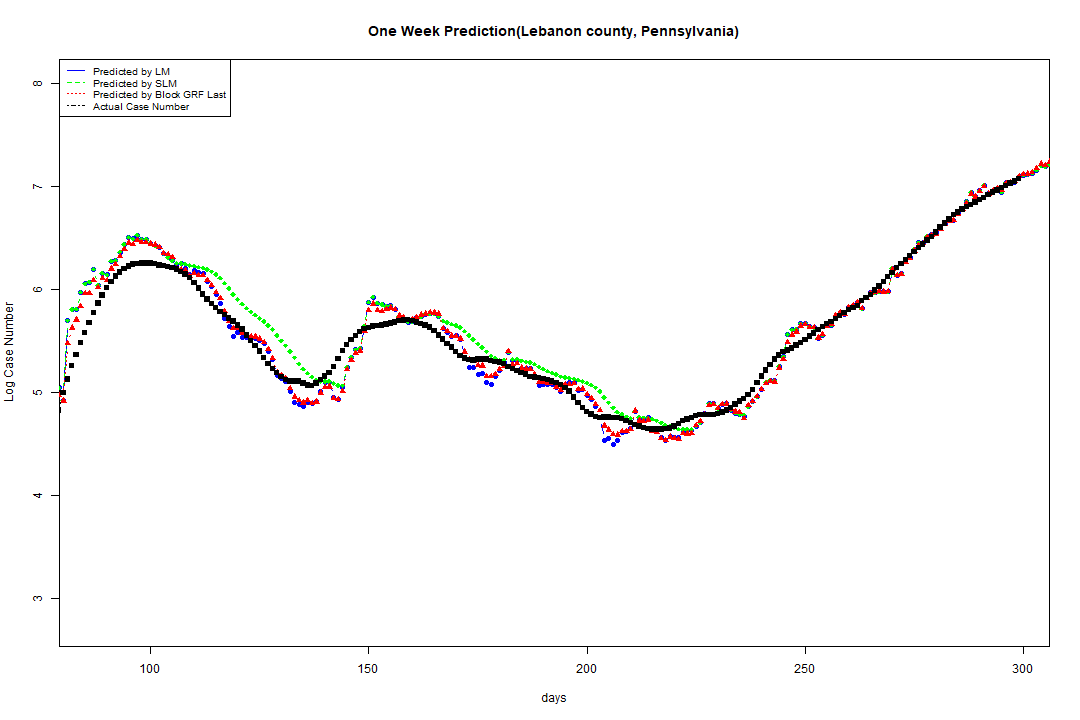 One Week Prediction(Lebanon county, Pennsylvania)
Predicted by LM
Predicted by SLM
Predicted by Block GRF Last
Actual Case Number
8
7
6
5
4
3
Log Case Number
100 150 200 250 300
days